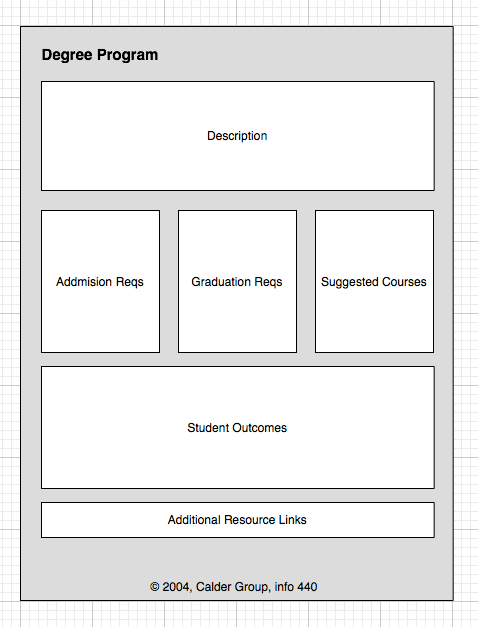 Degree Program
Description
Addmision Reqs
Graduation Reqs
Suggested Courses
Student Outcomes
Additional Resource Links
© 2004, Calder Group, info 440